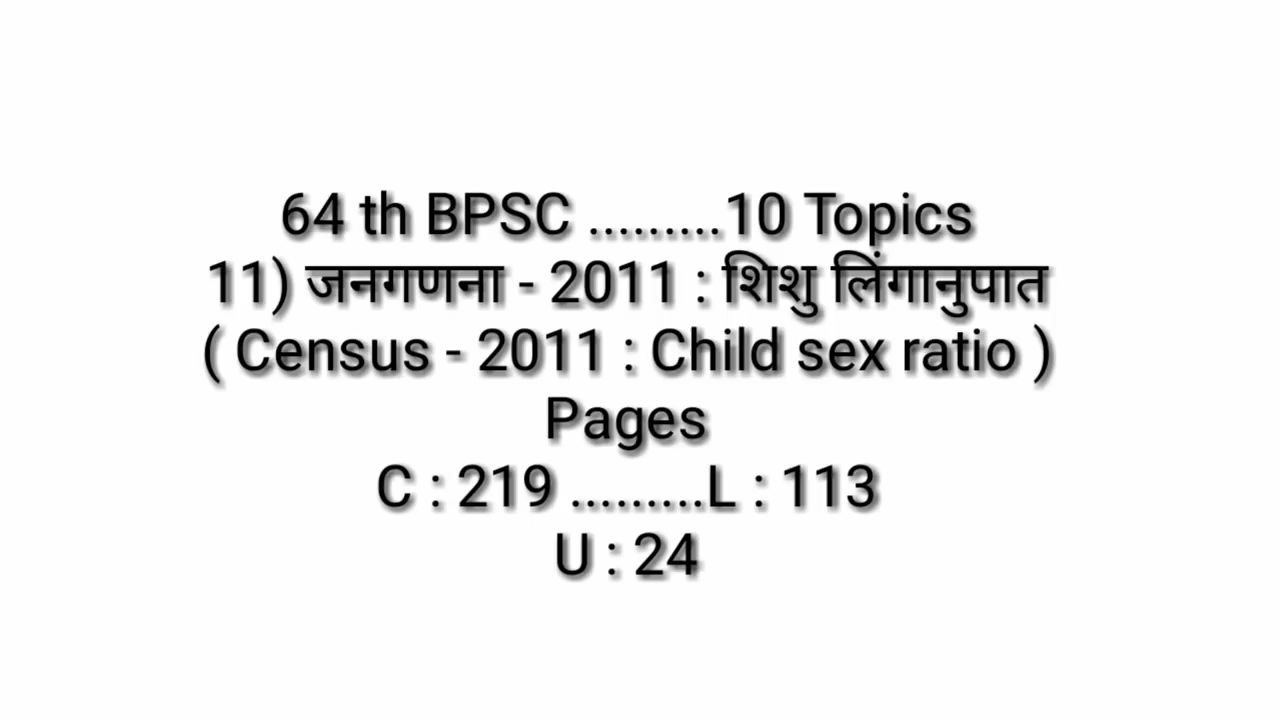 64 th BPSC .........10 Topics
11) जनगणना - 2011 : शिशु लिंगानुपात
( Census - 2011 : Child sex ratio )
Pages
C : 219 .........L : 113
U : 24